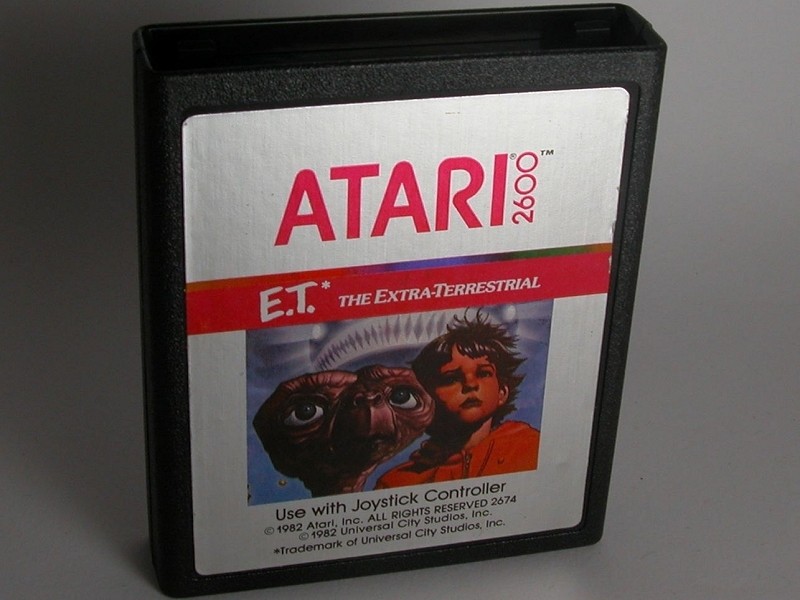 ATARI® 2600™
E.T.* THE EXTRA-TERRESTRIAL
Use with Joystick Controller
© 1982 Atari, Inc. ALL RIGHTS RESERVED 2674
© 1982 Universal City Studios, Inc.
*Trademark of Universal City Studios, Inc.